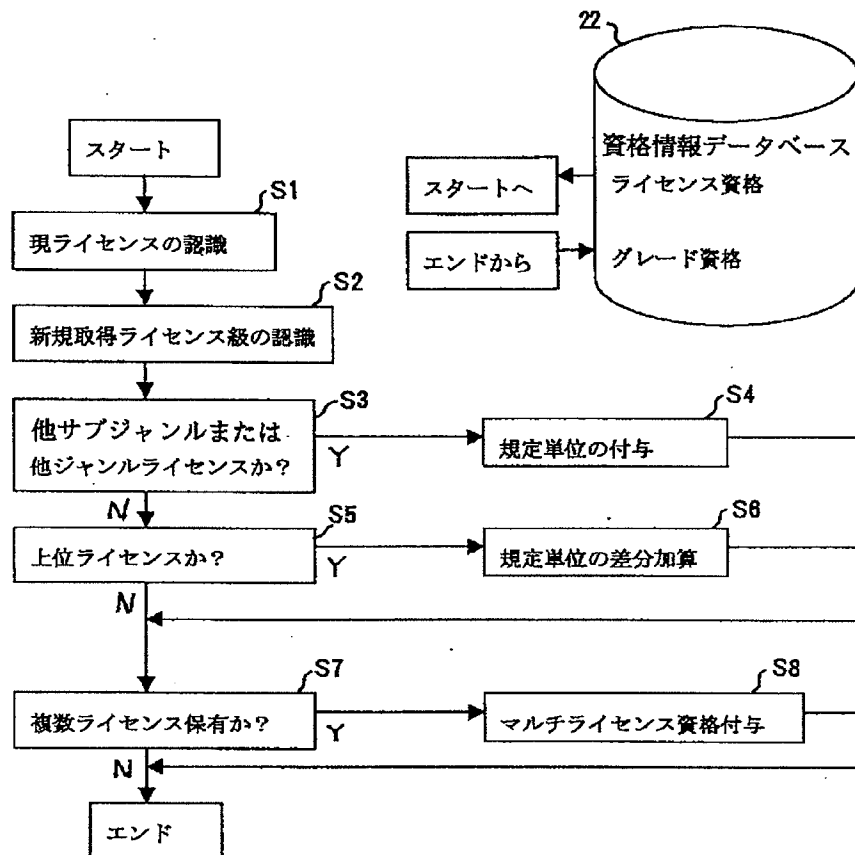 22
資格情報データベース
ライセンス資格
グレード資格
スタートへ
エンドから
スタート
S1
現ライセンスの認識
S2
新規取得ライセンス級の認識
S3
他サブジャンルまたは
他ジャンルライセンスか?
Y
N
S4
規定単位の付与
S5
上位ライセンスか?
Y
N
S6
規定単位の差分加算
S7
複数ライセンス保有か?
Y
N
S8
マルチライセンス資格付与
エンド